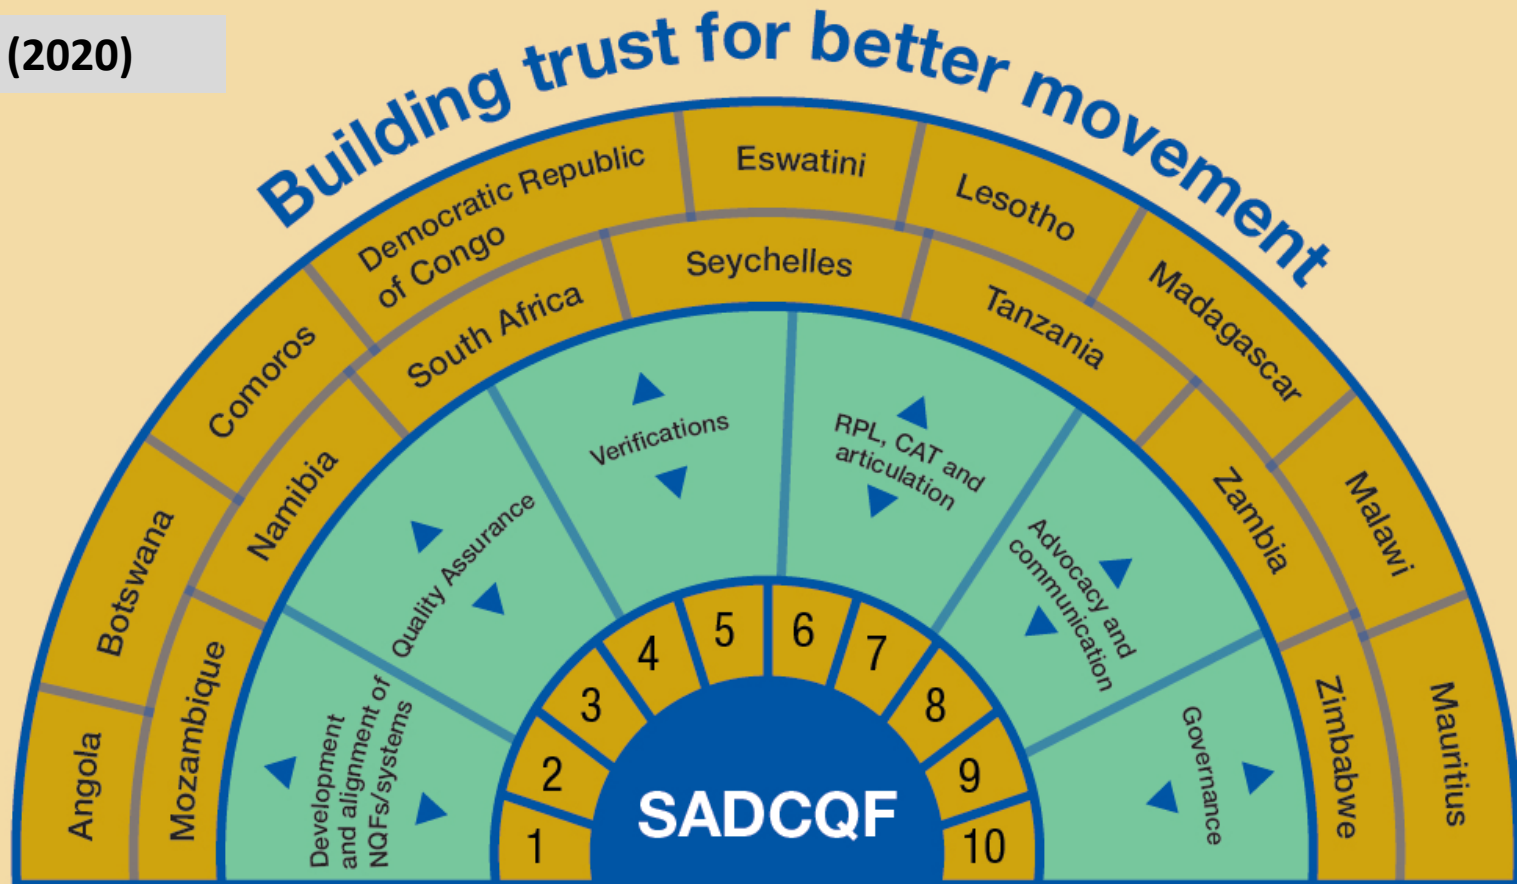 (2020)
Building trust for better movement
Angola
Botswana
Comoros
Democratic Republic
of Congo
Eswatini
Lesotho
Madagascar
Malawi
Mauritius
Mozambique
Namibia
South Africa
Seychelles
Tanzania
Zambia
Zimbabwe
Development
and alignment of
NQFs/systems
Quality Assurance
Verifications
RPL, CAT and
articulation
Advocacy and
communication
Governance
1
2
3
4
5
6
7
8
9
10
SADCQF